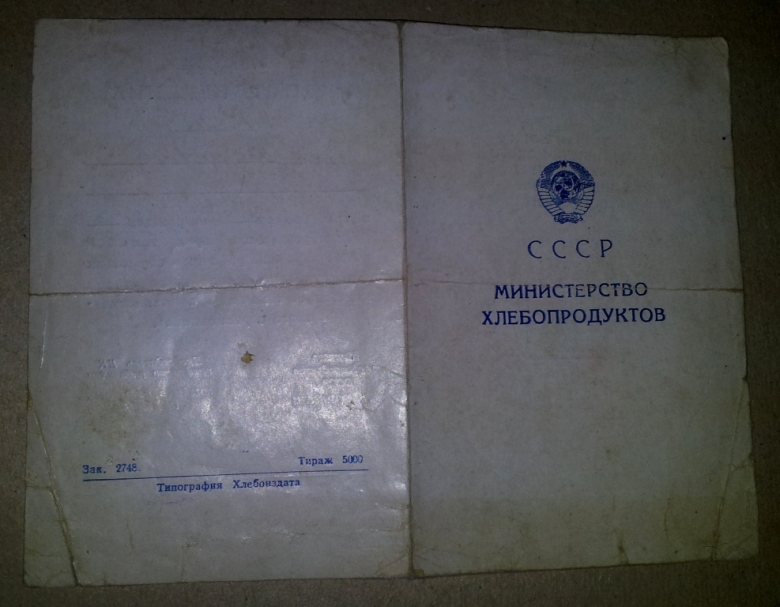 СССР
МИНИСТЕРСТВО
ХЛЕБОПРОДУКТОВ
Зак. 2748. Тираж 5000
Типография Хлебоиздата